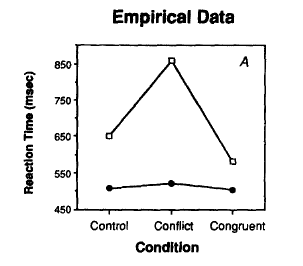 Empirical Data
A
850
750
650
550
450
Reaction Time (msec)
Control Conflict Congruent
Condition